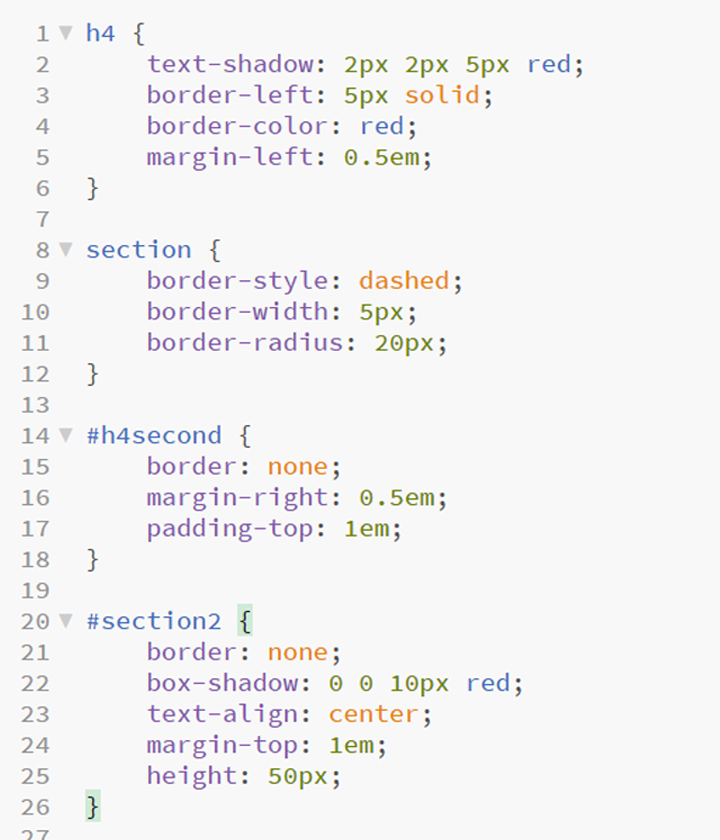 1 ▼ h4 {
2 text-shadow: 2px 2px 5px red;
3 border-left: 5px solid;
4 border-color: red;
5 margin-left: 0.5em;
6 }
7
8 ▼ section {
9 border-style: dashed;
10 border-width: 5px;
11 border-radius: 20px;
12 }
13
14 ▼ #h4second {
15 border: none;
16 margin-right: 0.5em;
17 padding-top: 1em;
18 }
19
20 ▼ #section2 {
21 border: none;
22 box-shadow: 0 0 10px red;
23 text-align: center;
24 margin-top: 1em;
25 height: 50px;
26 }
27